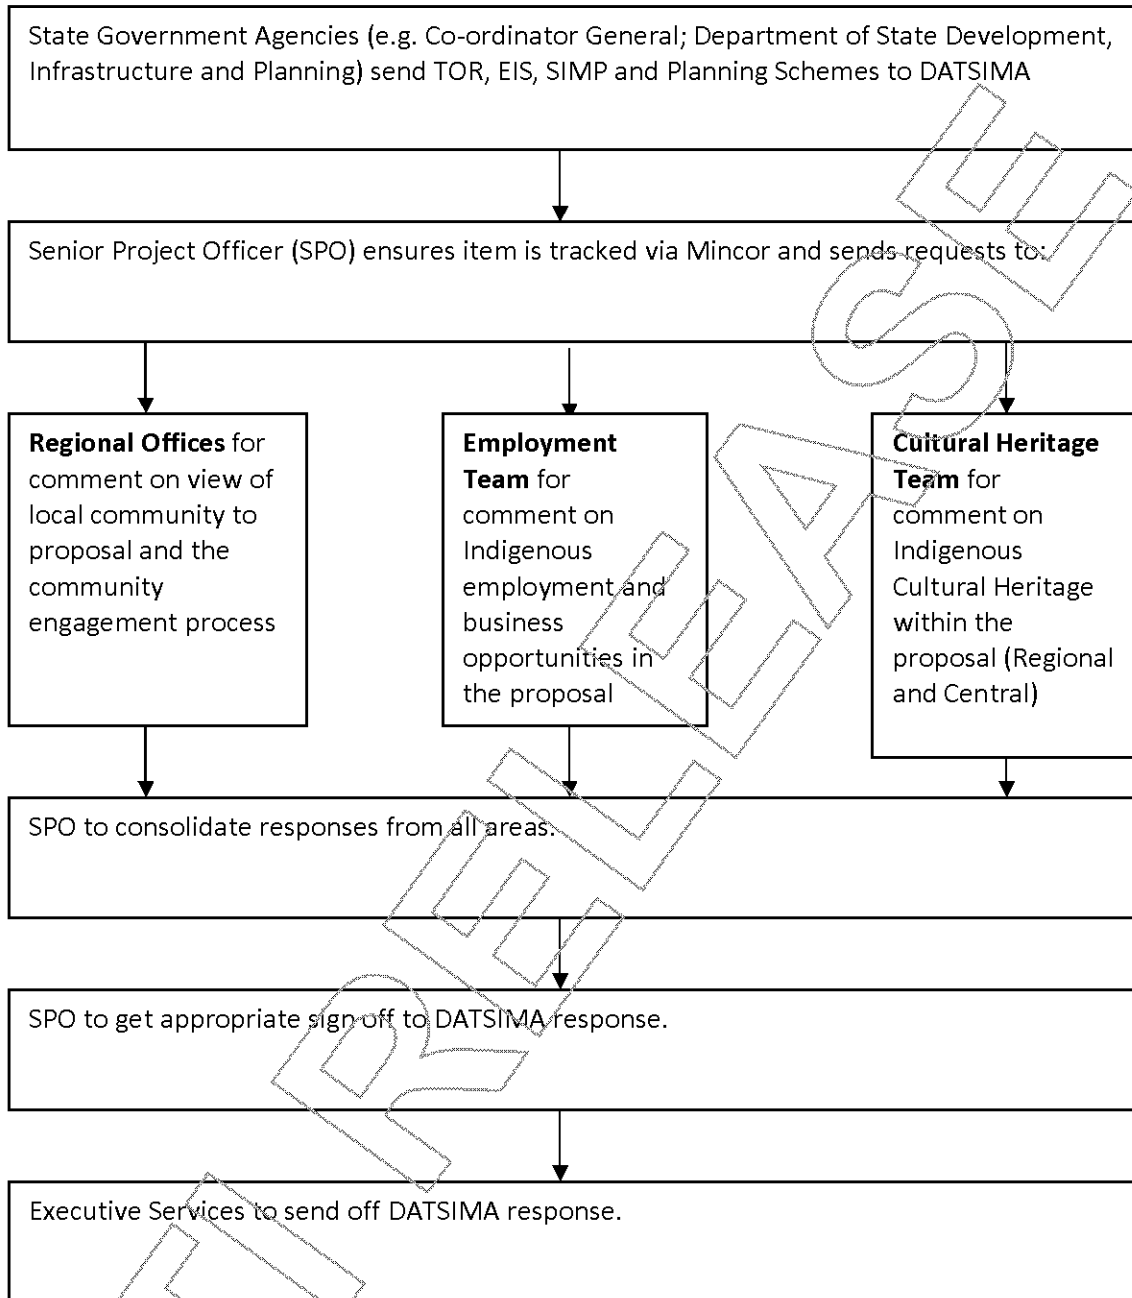 State Government Agencies (e.g. Co-ordinator General; Department of State Development,
Infrastructure and Planning) send TOR, EIS, SIMP and Planning Schemes to DATSIMA
Senior Project Officer (SPO) ensures item is tracked via Mincor and sends requests to:
Regional Offices for
comment on view of
local community to
proposal and the
community
engagement process
Employment
Team for
comment on
Indigenous
employment and
business
opportunities in
the proposal
Cultural Heritage
Team for
comment on
Indigenous
Cultural Heritage
within the
proposal (Regional
and Central)
SPO to consolidate responses from all areas.
SPO to get appropriate sign off to DATSIMA response.
Executive Services to send off DATSIMA response.
TI RELEASE